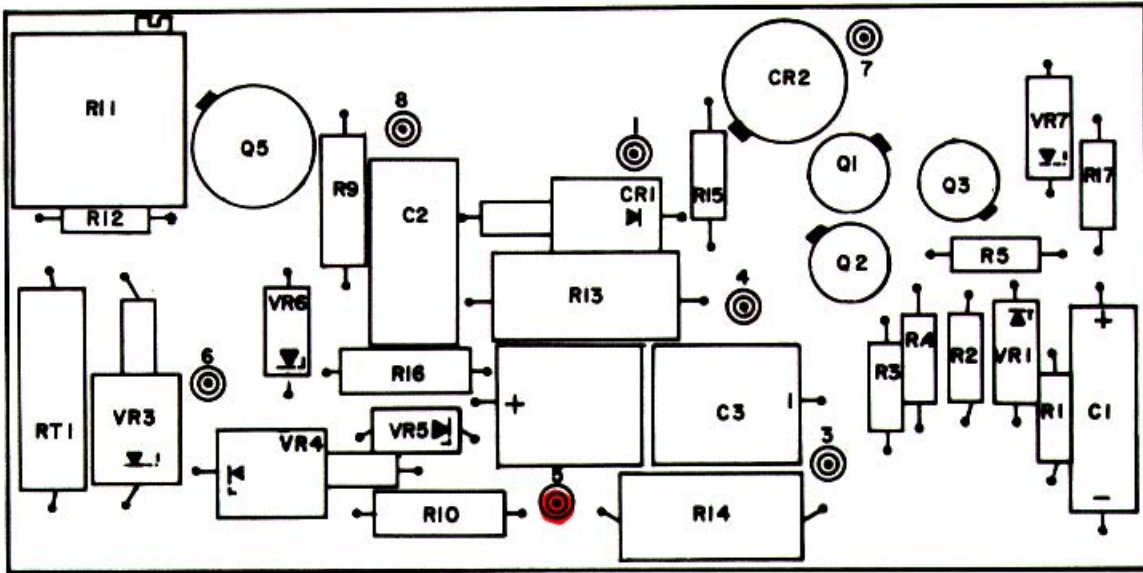 R11
Q5
8
CR2
7
VR7
1
R9
C2
CR1
R15
Q1
Q3
R17
R12
Q2
R5
R13
VR6
4
+
6
R16
R3
R4
R2
VR1
R1
C1
RT1
VR3
VR4
VR5
+
C3
3
5
R10
R14
-